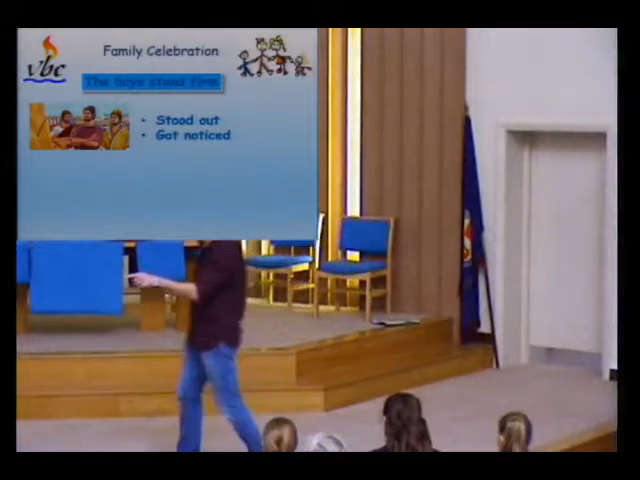 vbc
Family Celebration
The boys stood firm
• Stood out
• Got noticed